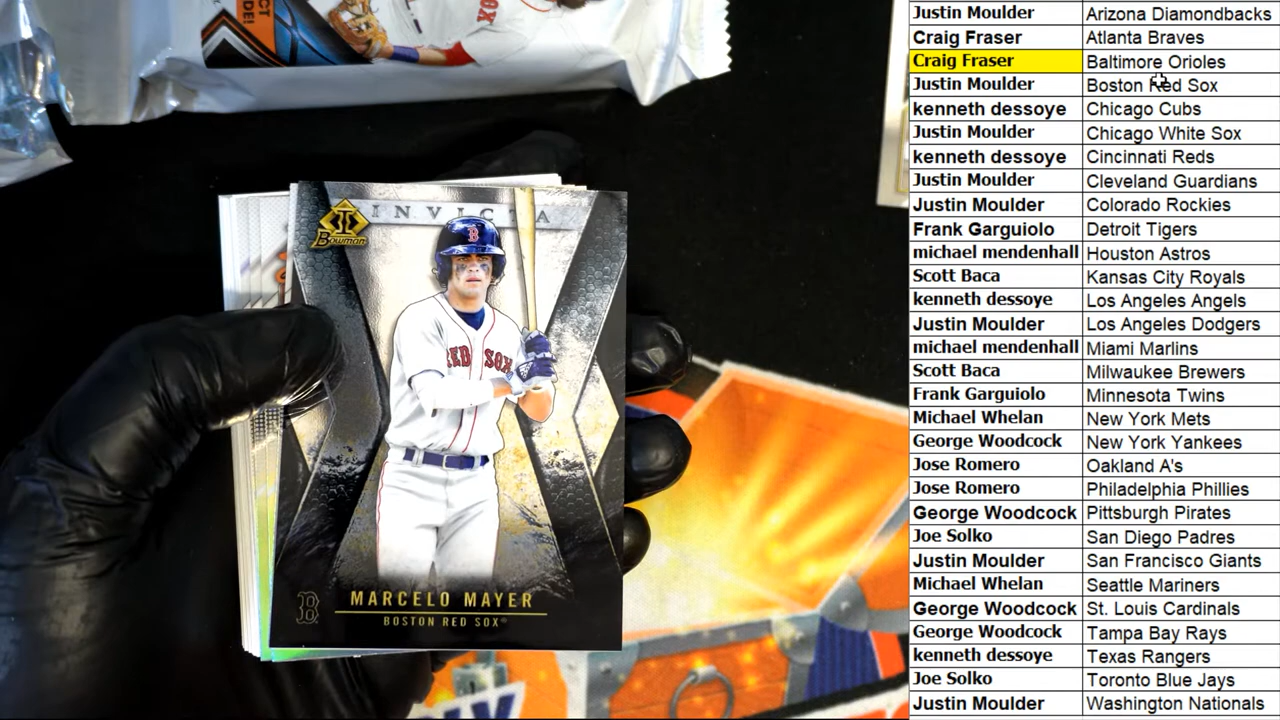 RED SOX
INVICTA
Bowman
B
RED SOX
MARCELO MAYER
B
BOSTON RED SOX
Justin Moulder Arizona Diamondbacks
Craig Fraser Atlanta Braves
Craig Fraser Baltimore Orioles
Justin Moulder Boston Red Sox
kenneth dessoye Chicago Cubs
Justin Moulder Chicago White Sox
kenneth dessoye Cincinnati Reds
Justin Moulder Cleveland Guardians
Justin Moulder Colorado Rockies
Frank Garguiolo Detroit Tigers
michael mendenhall Houston Astros
Scott Baca Kansas City Royals
kenneth dessoye Los Angeles Angels
Justin Moulder Los Angeles Dodgers
michael mendenhall Miami Marlins
Scott Baca Milwaukee Brewers
Frank Garguiolo Minnesota Twins
Michael Whelan New York Mets
George Woodcock New York Yankees
Jose Romero Oakland A's
Jose Romero Philadelphia Phillies
George Woodcock Pittsburgh Pirates
Joe Solko San Diego Padres
Justin Moulder San Francisco Giants
Michael Whelan Seattle Mariners
George Woodcock St. Louis Cardinals
George Woodcock Tampa Bay Rays
kenneth dessoye Texas Rangers
Joe Solko Toronto Blue Jays
Justin Moulder Washington Nationals